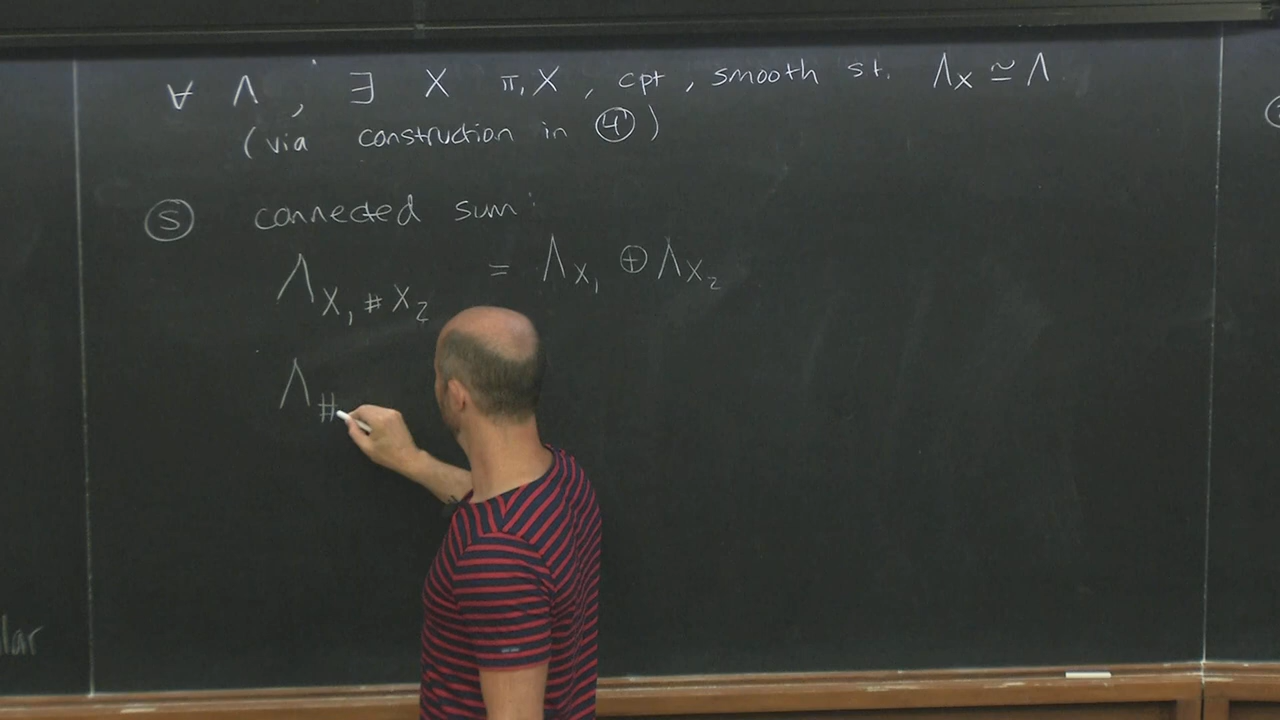 ∀ Λ, ∃ X π,X, cpt, smooth st. Λ_X ≃ Λ
(via construction in ④)
⑤ connected sum:
Λ_{X₁#X₂} = Λ_{X₁} ⊕ Λ_{X₂}
Λ_#
lar